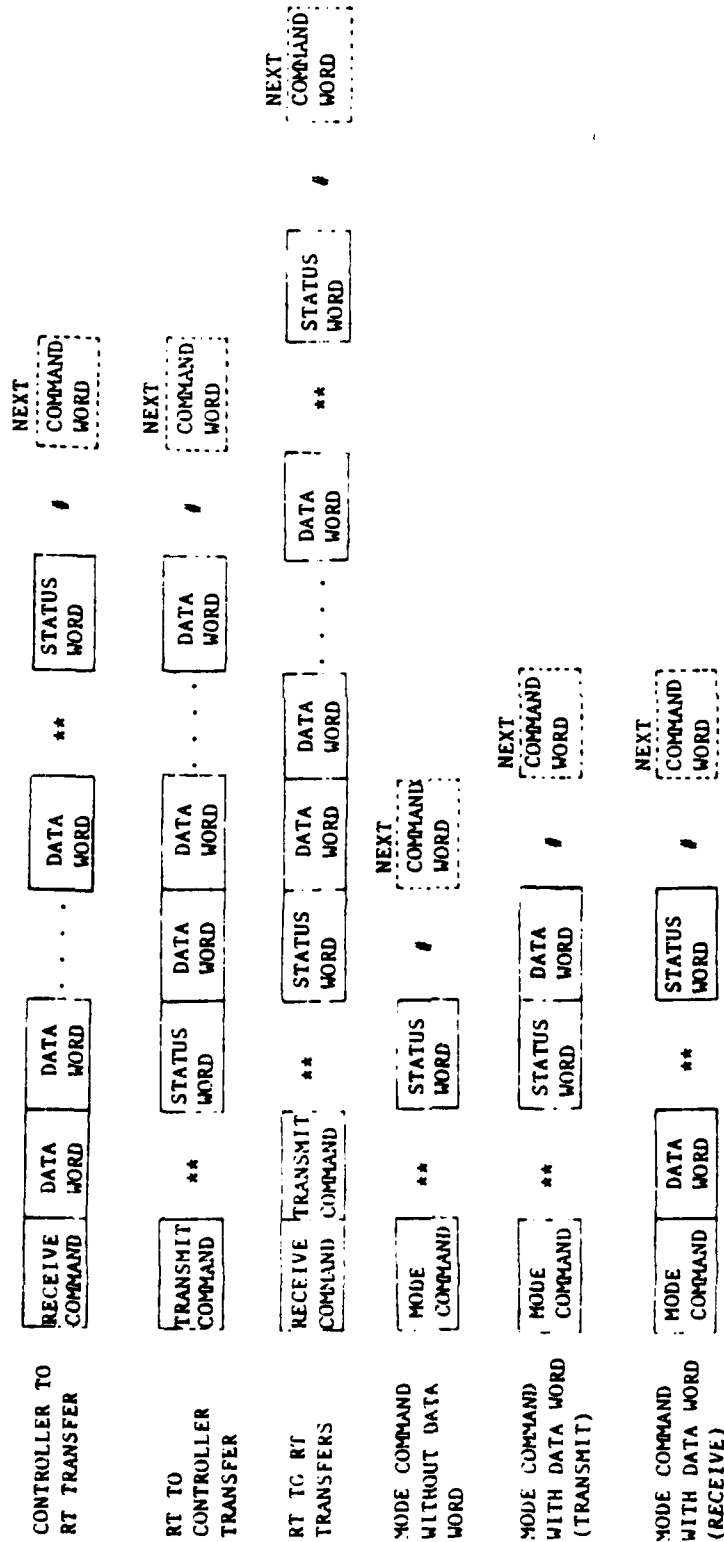 CONTROLLER TO
RT TRANSFER
RECEIVE
COMMAND
DATA
WORD
DATA
WORD
. . . .
DATA
WORD
**
STATUS
WORD
#
NEXT
COMMAND
WORD
RT TO
CONTROLLER
TRANSFER
TRANSMIT
COMMAND
**
STATUS
WORD
DATA
WORD
DATA
WORD
. . . .
DATA
WORD
#
NEXT
COMMAND
WORD
RT TO RT
TRANSFERS
RECEIVE
COMMAND
TRANSMIT
COMMAND
**
STATUS
WORD
DATA
WORD
DATA
WORD
. . . .
DATA
WORD
**
STATUS
WORD
#
NEXT
COMMAND
WORD
MODE COMMAND
WITHOUT DATA
WORD
MODE
COMMAND
**
STATUS
WORD
#
NEXT
COMMAND
WORD
MODE COMMAND
WITH DATA WORD
(TRANSMIT)
MODE
COMMAND
**
STATUS
WORD
DATA
WORD
#
NEXT
COMMAND
WORD
MODE COMMAND
WITH DATA WORD
(RECEIVE)
MODE
COMMAND
DATA
WORD
**
STATUS
WORD
#
NEXT
COMMAND
WORD